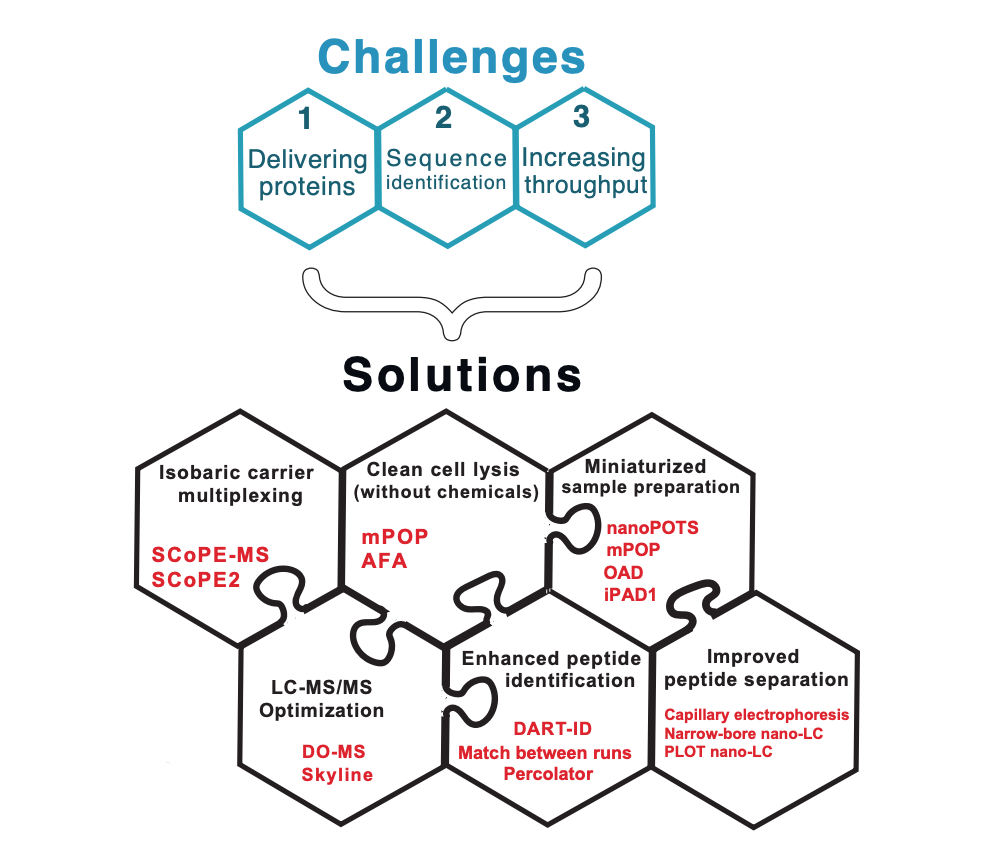 Challenges
1
Delivering
proteins
2
Sequence
identification
3
Increasing
throughput
Solutions
Isobaric carrier
multiplexing
SCoPE-MS
SCoPE2
Clean cell lysis
(without chemicals)
mPOP
AFA
Miniaturized
sample preparation
nanoPOTS
mPOP
OAD
iPAD1
LC-MS/MS
Optimization
DO-MS
Skyline
Enhanced peptide
identification
DART-ID
Match between runs
Percolator
Improved
peptide separation
Capillary electrophoresis
Narrow-bore nano-LC
PLOT nano-LC